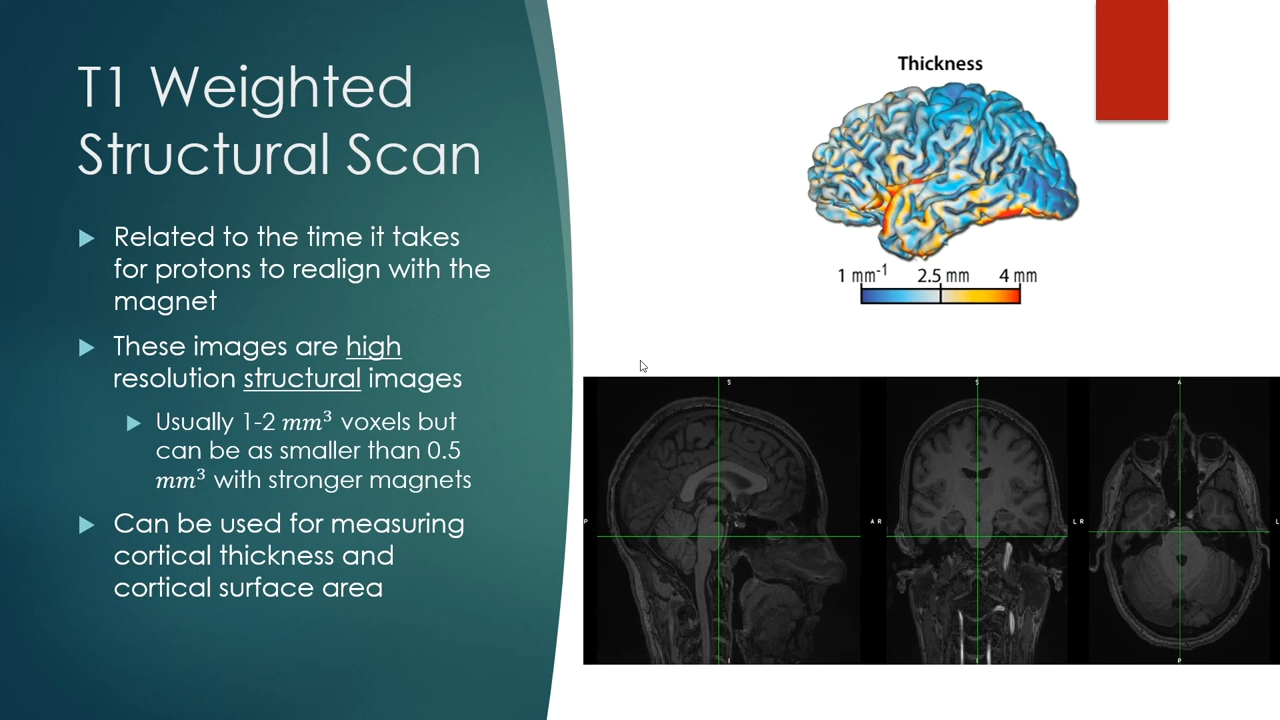 T1 Weighted
Structural Scan
Related to the time it takes
for protons to realign with the
magnet
These images are high
resolution structural images
Usually 1-2 𝑚𝑚³ voxels but
can be as smaller than 0.5
𝑚𝑚³ with stronger magnets
Can be used for measuring
cortical thickness and
cortical surface area
Thickness
1 mm⁻¹ 2.5 mm 4 mm
S S A
P A R L R L
I I P